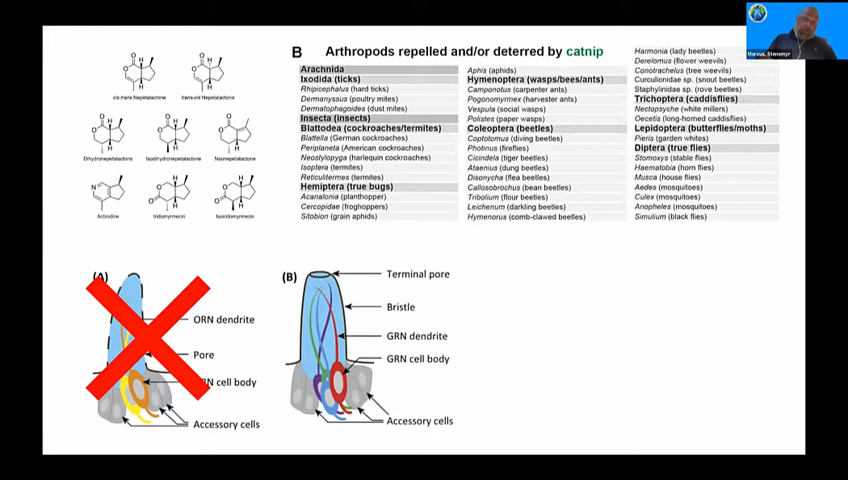 Marcus. Stensmyr
B Arthropods repelled and/or deterred by catnip
Arachnida
Ixodida (ticks)
Rhipicephalus (hard ticks)
Dermanyssus (poultry mites)
Dermatophagoides (dust mites)
Insecta (insects)
Blattodea (cockroaches/termites)
Blattella (German cockroaches)
Periplaneta (American cockroaches)
Neostylopyga (harlequin cockroaches)
Isoptera (termites)
Reticulitermes (termites)
Hemiptera (true bugs)
Acanalonia (planthopper)
Cercopidae (froghoppers)
Sitobion (grain aphids)
Aphis (aphids)
Hymenoptera (wasps/bees/ants)
Camponotus (carpenter ants)
Pogonomyrmex (harvester ants)
Vespula (social wasps)
Polistes (paper wasps)
Coleoptera (beetles)
Coptotomus (diving beetles)
Photinus (fireflies)
Cicindela (tiger beetles)
Ataenius (dung beetles)
Disonycha (flea beetles)
Callosobruchus (bean beetles)
Tribolium (flour beetles)
Leichenum (darkling beetles)
Hymenorus (comb-clawed beetles)
Harmonia (lady beetles)
Derelomus (flower weevils)
Conotrachelus (tree weevils)
Curculionidae sp. (snout beetles)
Staphylinidae sp. (rove beetles)
Trichoptera (caddisflies)
Nectopsyche (white millers)
Oecetis (long-horned caddisflies)
Lepidoptera (butterflies/moths)
Pieris (garden whites)
Diptera (true flies)
Stomoxys (stable flies)
Haematobia (horn flies)
Musca (house flies)
Aedes (mosquitoes)
Culex (mosquitoes)
Anopheles (mosquitoes)
Simulium (black flies)
cis-trans Nepetalactone
trans-cis Nepetalactone
Dihydronepetalactone
Isodihydronepetalactone
Neonepetalactone
Actinidine
Iridomyrmecin
Isoiridomyrmecin
(A)
ORN dendrite
Pore
N cell body
Accessory cells
(B)
Terminal pore
Bristle
GRN dendrite
GRN cell body
Accessory cells